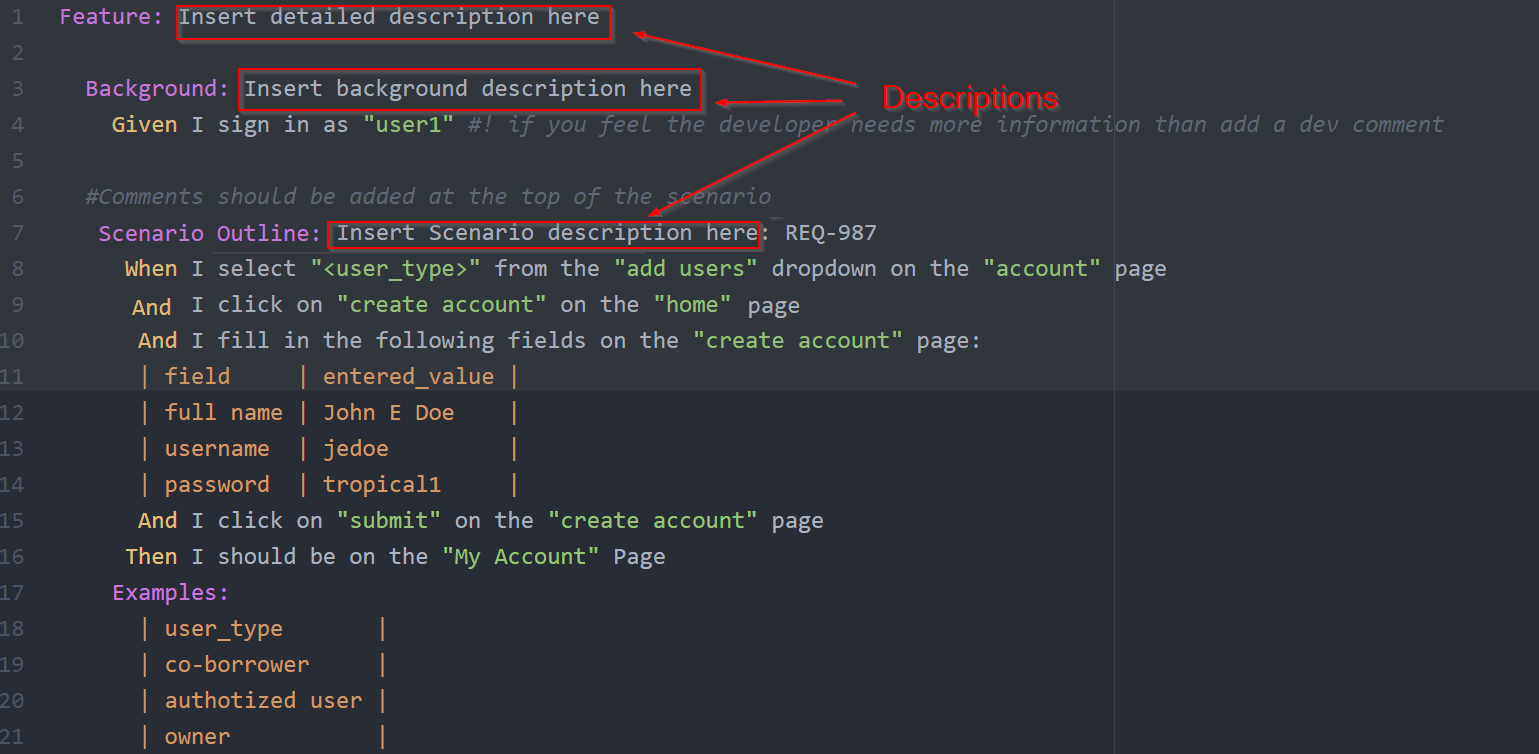 1 Feature: Insert detailed description here
2
3 Background: Insert background description here
Descriptions
4 Given I sign in as "user1" #! if you feel the developer needs more information than add a dev comment
5
6 #Comments should be added at the top of the scenario
7 Scenario Outline: Insert Scenario description here: REQ-987
8 When I select "<user_type>" from the "add users" dropdown on the "account" page
9 And I click on "create account" on the "home" page
10 And I fill in the following fields on the "create account" page:
11 | field | entered_value |
12 | full name | John E Doe |
13 | username | jedoe |
14 | password | tropical1 |
15 And I click on "submit" on the "create account" page
16 Then I should be on the "My Account" Page
17 Examples:
18 | user_type |
19 | co-borrower |
20 | authotized user |
21 | owner |